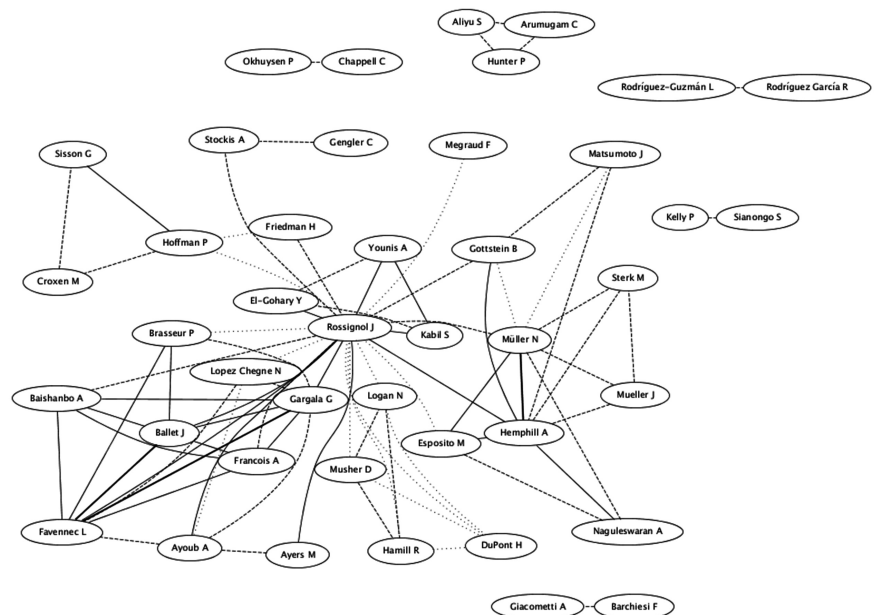 Aliyu S
Arumugam C
Okhuysen P
Chappell C
Hunter P
Rodríguez-Guzmán L
Rodríguez García R
Stockis A
Gengler C
Megraud F
Sisson G
Matsumoto J
Kelly P
Sianongo S
Friedman H
Hoffman P
Younis A
Gottstein B
Croxen M
Sterk M
El-Gohary Y
Rossignol J
Brasseur P
Kabil S
Müller N
Lopez Chegne N
Baishanbo A
Gargala G
Logan N
Mueller J
Ballet J
Esposito M
Hemphill A
Francois A
Musher D
Favennec L
Ayoub A
Ayers M
Hamill R
DuPont H
Naguleswaran A
Giacometti A
Barchiesi F